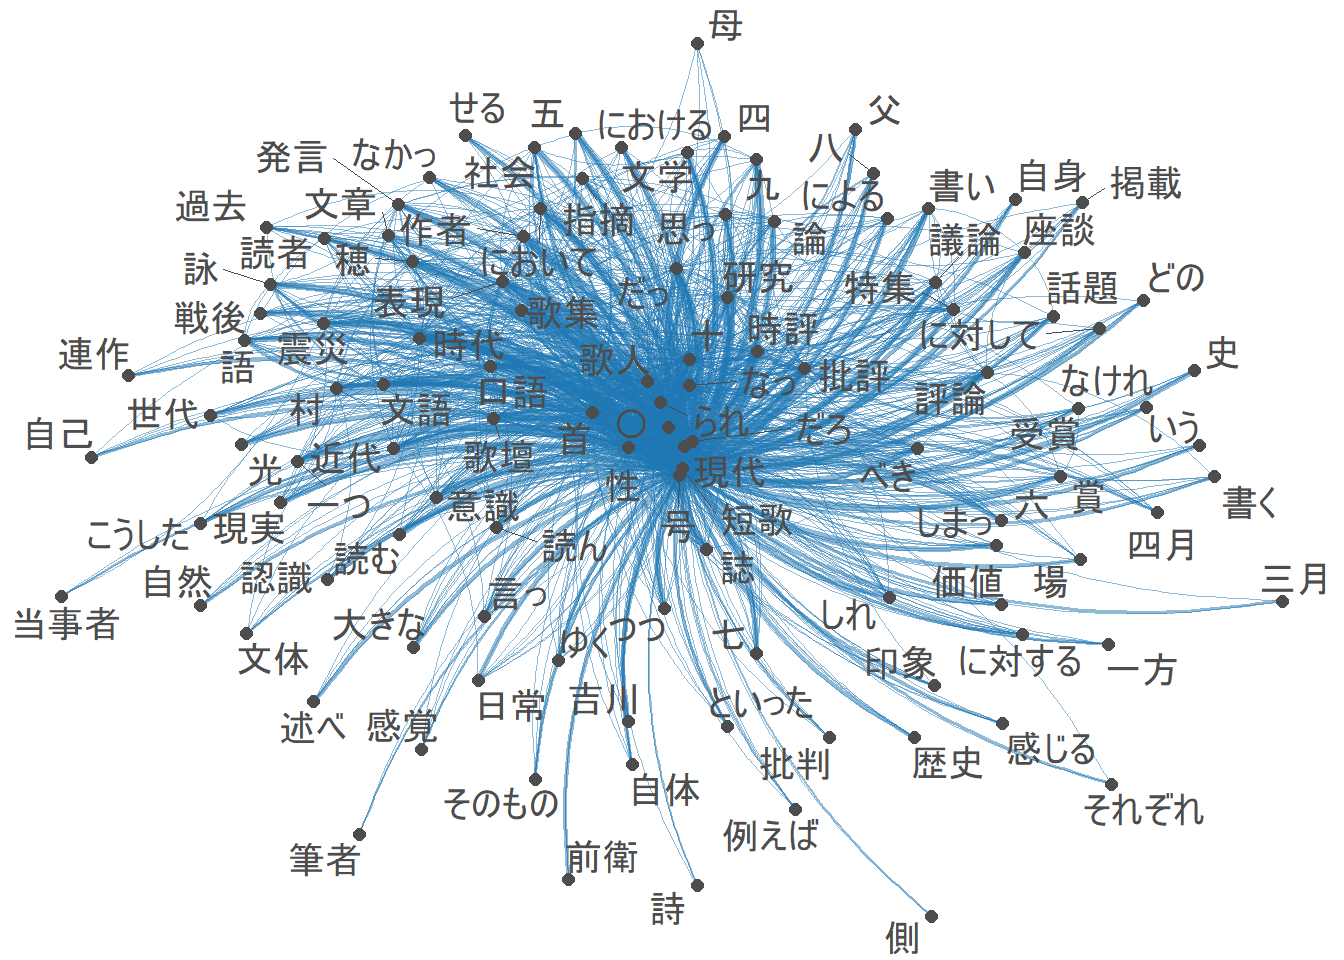 母
せる
五
における
四
父
発言
なかっ
社会
文学
八
九
による
書い
自身
掲載
過去
文章
作者
指摘
思っ
論
議論
座談
詠
読者
穂
において
研究
特集
話題
どの
戦後
表現
歌集
だっ
十
時評
に対して
連作
語
震災
時代
歌人
なっ
批評
評論
なけれ
史
自己
世代
村
文語
口語
首
〇
られ
だろ
受賞
いう
光
近代
歌壇
性
現代
べき
六
賞
書く
こうした
現実
一つ
意識
号
短歌
しまっ
四月
自然
認識
読む
読ん
誌
価値
場
三月
当事者
文体
大きな
言っ
ゆく
つつ
七
しれ
印象
に対する
一方
述べ
感覚
日常
吉川
といった
批判
歴史
感じる
そのもの
自体
例えば
それぞれ
筆者
前衛
詩
側